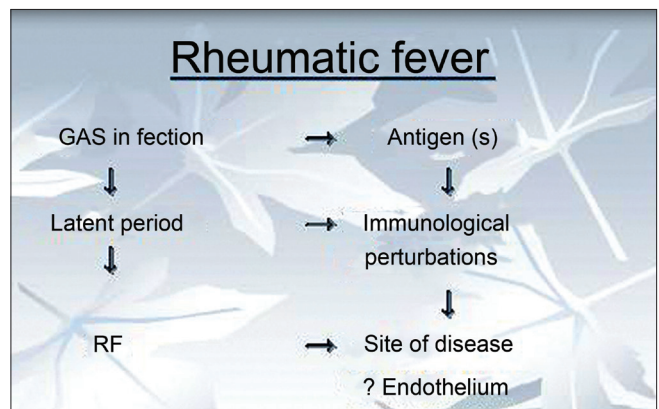 Rheumatic fever
GAS in fection → Antigen (s)
↓ ↓
Latent period → Immunological
perturbations
↓ ↓
RF → Site of disease
? Endothelium